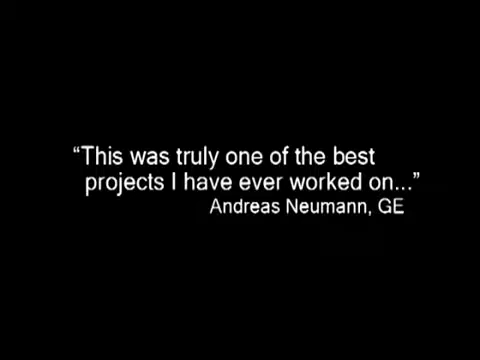 “This was truly one of the best
projects I have ever worked on...”
Andreas Neumann, GE